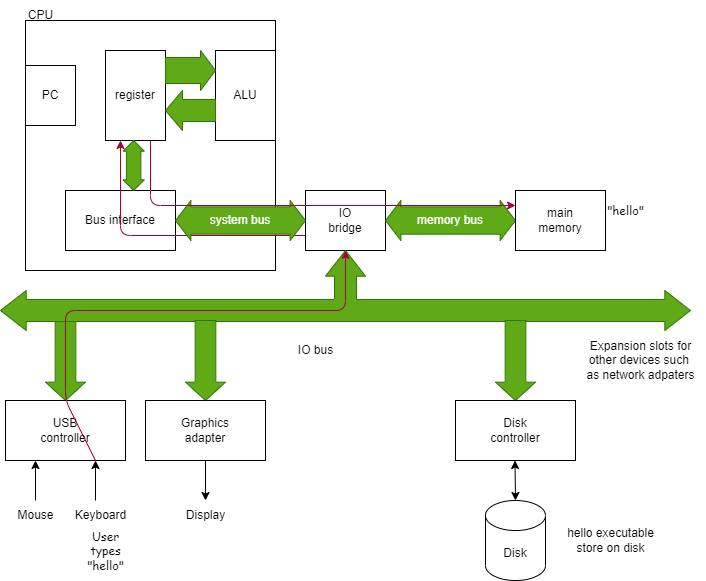 CPU
PC
register
ALU
Bus interface
system bus
IO
bridge
memory bus
main
memory
"hello"
IO bus
Expansion slots for
other devices such
as network adpaters
USB
controller
Graphics
adapter
Disk
controller
Mouse
Keyboard
Display
User
types
"hello"
Disk
hello executable
store on disk